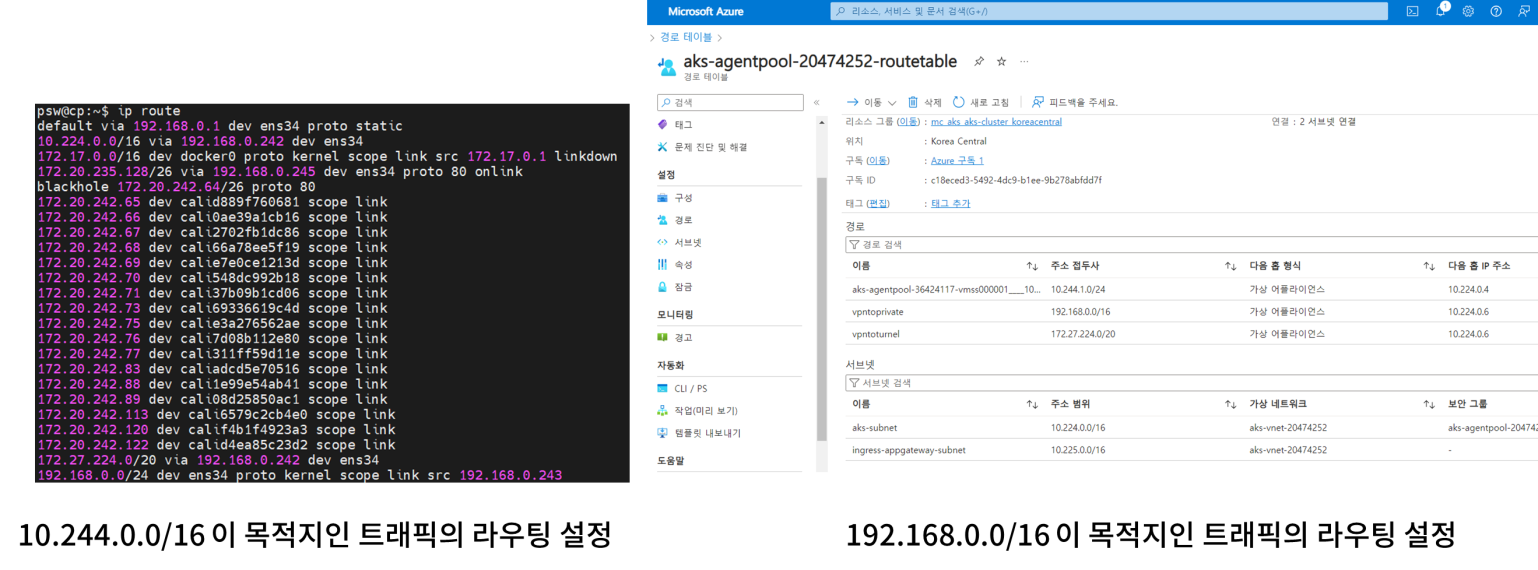 psw@cp:~$ ip route
default via 192.168.0.1 dev ens34 proto static
10.224.0.0/16 via 192.168.0.242 dev ens34
172.17.0.0/16 dev docker0 proto kernel scope link src 172.17.0.1 linkdown
172.20.235.128/26 via 192.168.0.245 dev ens34 proto 80 onlink
blackhole 172.20.242.64/26 proto 80
172.20.242.65 dev calid889f760681 scope link
172.20.242.66 dev cali0ae39a1cb16 scope link
172.20.242.67 dev cali2702fb1dc86 scope link
172.20.242.68 dev cali66a78ee5f19 scope link
172.20.242.69 dev calie7e0ce1213d scope link
172.20.242.70 dev cali548dc992b18 scope link
172.20.242.71 dev cali37b09b1cd06 scope link
172.20.242.73 dev cali69336619c4d scope link
172.20.242.75 dev calie3a276562ae scope link
172.20.242.76 dev cali7d08b112e80 scope link
172.20.242.77 dev cali311ff59d11e scope link
172.20.242.83 dev caliadcd5e70516 scope link
172.20.242.88 dev cali1e99e54ab41 scope link
172.20.242.89 dev cali08d25850ac1 scope link
172.20.242.113 dev cali6579c2cb4e0 scope link
172.20.242.120 dev calif4b1f4923a3 scope link
172.20.242.122 dev calid4ea85c23d2 scope link
172.27.224.0/20 via 192.168.0.242 dev ens34
192.168.0.0/24 dev ens34 proto kernel scope link src 192.168.0.243
10.244.0.0/16 이 목적지인 트래픽의 라우팅 설정
Microsoft Azure
리소스, 서비스 및 문서 검색(G+/)
1
> 경로 테이블 >
aks-agentpool-20474252-routetable
경로 테이블
검색
«
태그
문제 진단 및 해결
설정
구성
경로
서브넷
속성
잠금
모니터링
경고
자동화
CLI / PS
작업(미리 보기)
템플릿 내보내기
도움말
이동 삭제 새로 고침 피드백을 주세요.
리소스 그룹 (이동) : mc_aks_aks-cluster_koreacentral 연결 : 2 서브넷 연결
위치 : Korea Central
구독 (이동) : Azure 구독 1
구독 ID : c18eced3-5492-4dc9-b1ee-9b278abfdd7f
태그 (편집) : 태그 추가
경로
경로 검색
이름 주소 접두사 다음 홉 형식 다음 홉 IP 주소
aks-agentpool-36424117-vmss000001____10... 10.244.1.0/24 가상 어플라이언스 10.224.0.4
vpntoprivate 192.168.0.0/16 가상 어플라이언스 10.224.0.6
vpntoturnel 172.27.224.0/20 가상 어플라이언스 10.224.0.6
서브넷
서브넷 검색
이름 주소 범위 가상 네트워크 보안 그룹
aks-subnet 10.224.0.0/16 aks-vnet-20474252 aks-agentpool-204742
ingress-appgateway-subnet 10.225.0.0/16 aks-vnet-20474252 -
192.168.0.0/16 이 목적지인 트래픽의 라우팅 설정